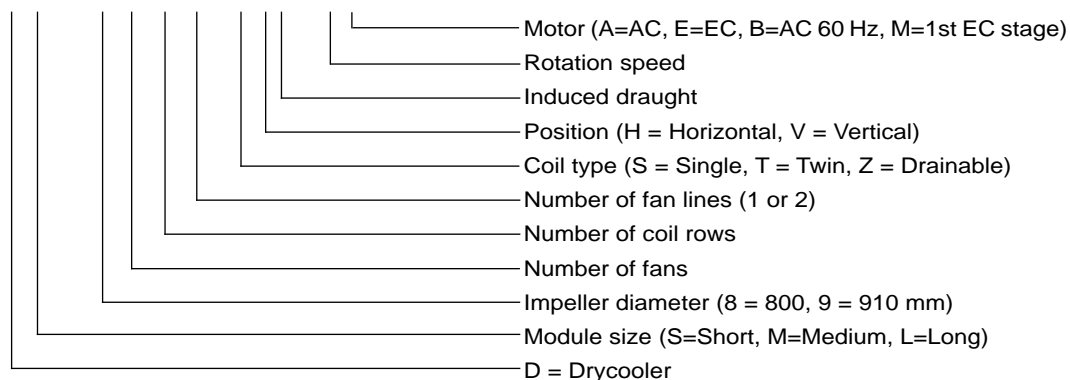 Motor (A=AC, E=EC, B=AC 60 Hz, M=1st EC stage)
Rotation speed
Induced draught
Position (H = Horizontal, V = Vertical)
Coil type (S = Single, T = Twin, Z = Drainable)
Number of fan lines (1 or 2)
Number of coil rows
Number of fans
Impeller diameter (8 = 800, 9 = 910 mm)
Module size (S=Short, M=Medium, L=Long)
D = Drycooler